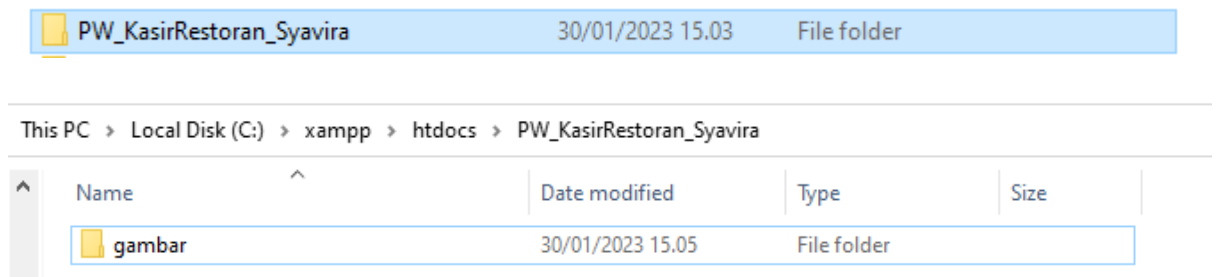 PW_KasirRestoran_Syavira 30/01/2023 15.03 File folder
This PC > Local Disk (C:) > xampp > htdocs > PW_KasirRestoran_Syavira
Name Date modified Type Size
gambar 30/01/2023 15.05 File folder